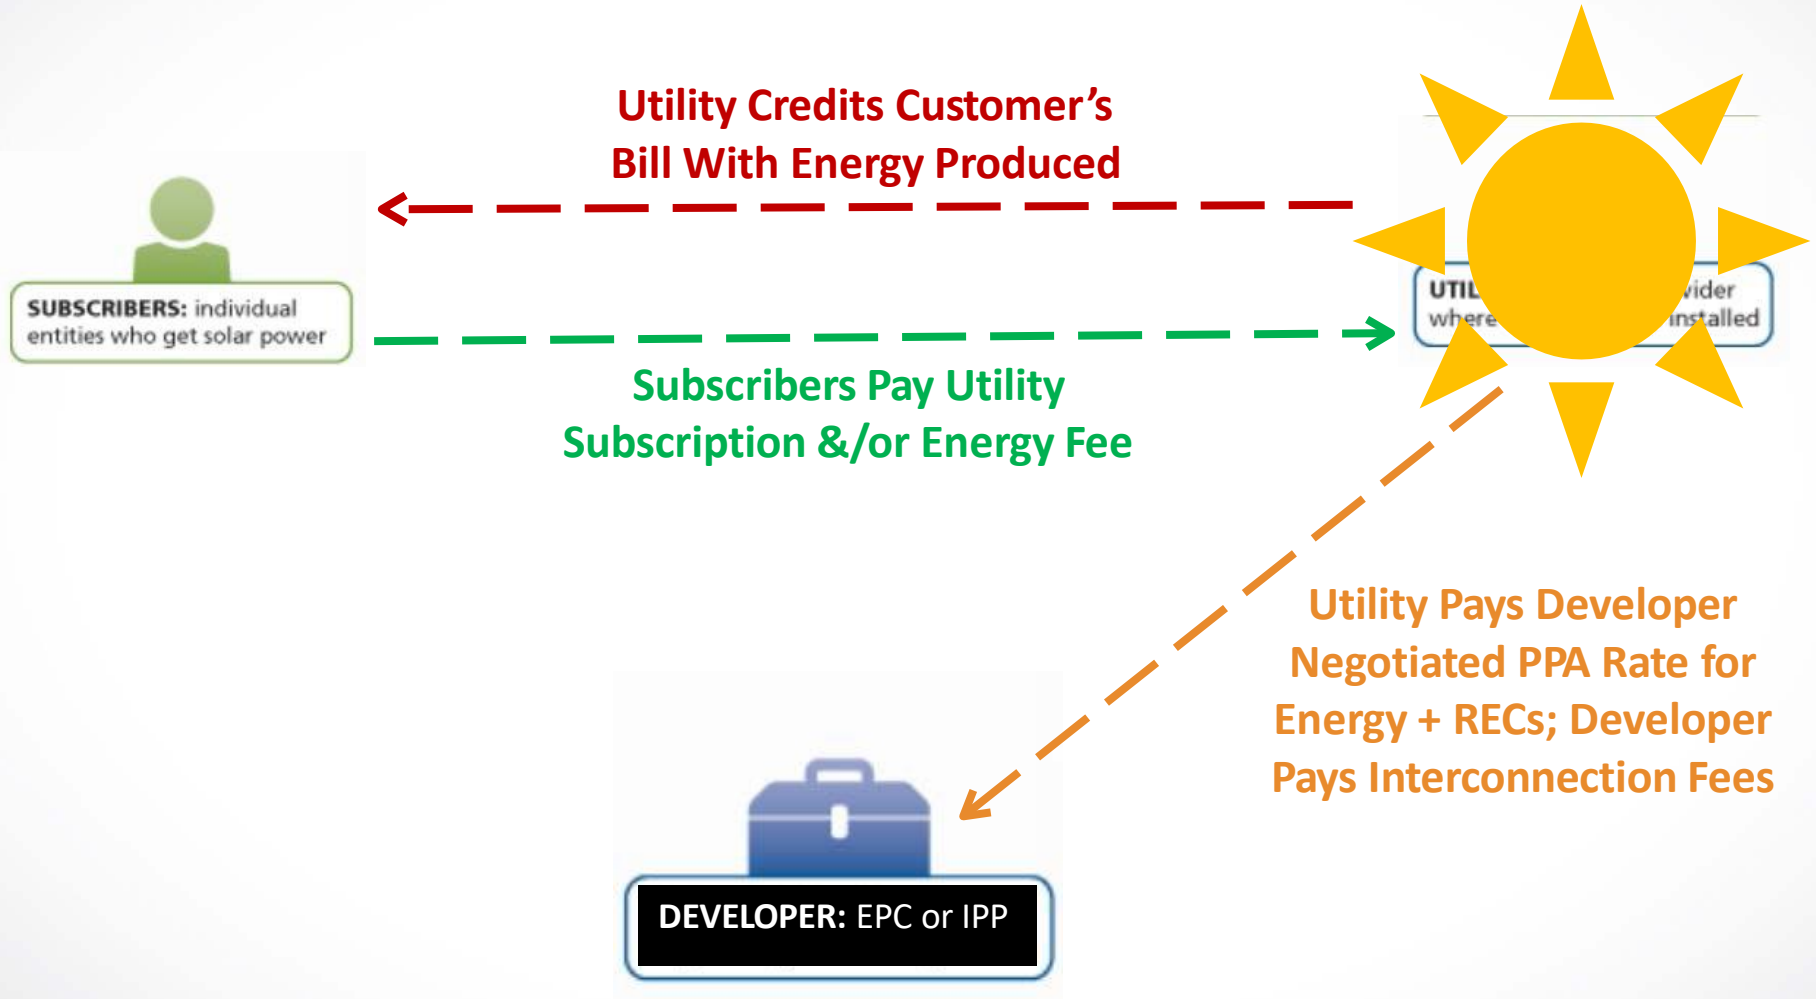 Utility Credits Customer’s
Bill With Energy Produced
SUBSCRIBERS: individual
entities who get solar power
where
installed
Subscribers Pay Utility
Subscription &/or Energy Fee
Utility Pays Developer
Negotiated PPA Rate for
Energy + RECs; Developer
Pays Interconnection Fees
DEVELOPER: EPC or IPP